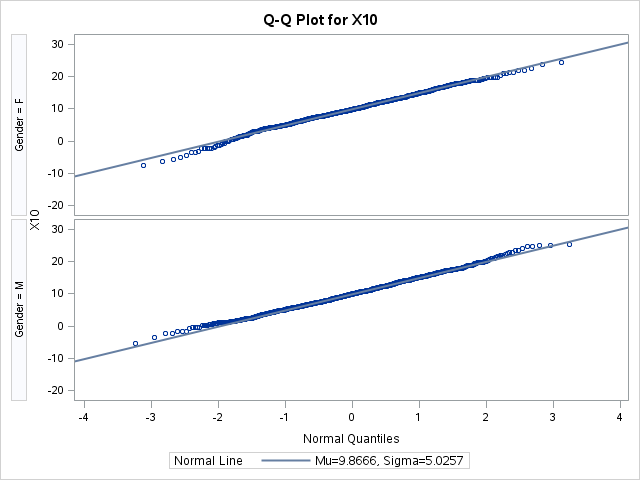 Q-Q Plot for X10
Gender = F
30
20
10
0
-10
-20
X10
Gender = M
30
20
10
0
-10
-20
-4 -3 -2 -1 0 1 2 3 4
Normal Quantiles
Normal Line Mu=9.8666, Sigma=5.0257